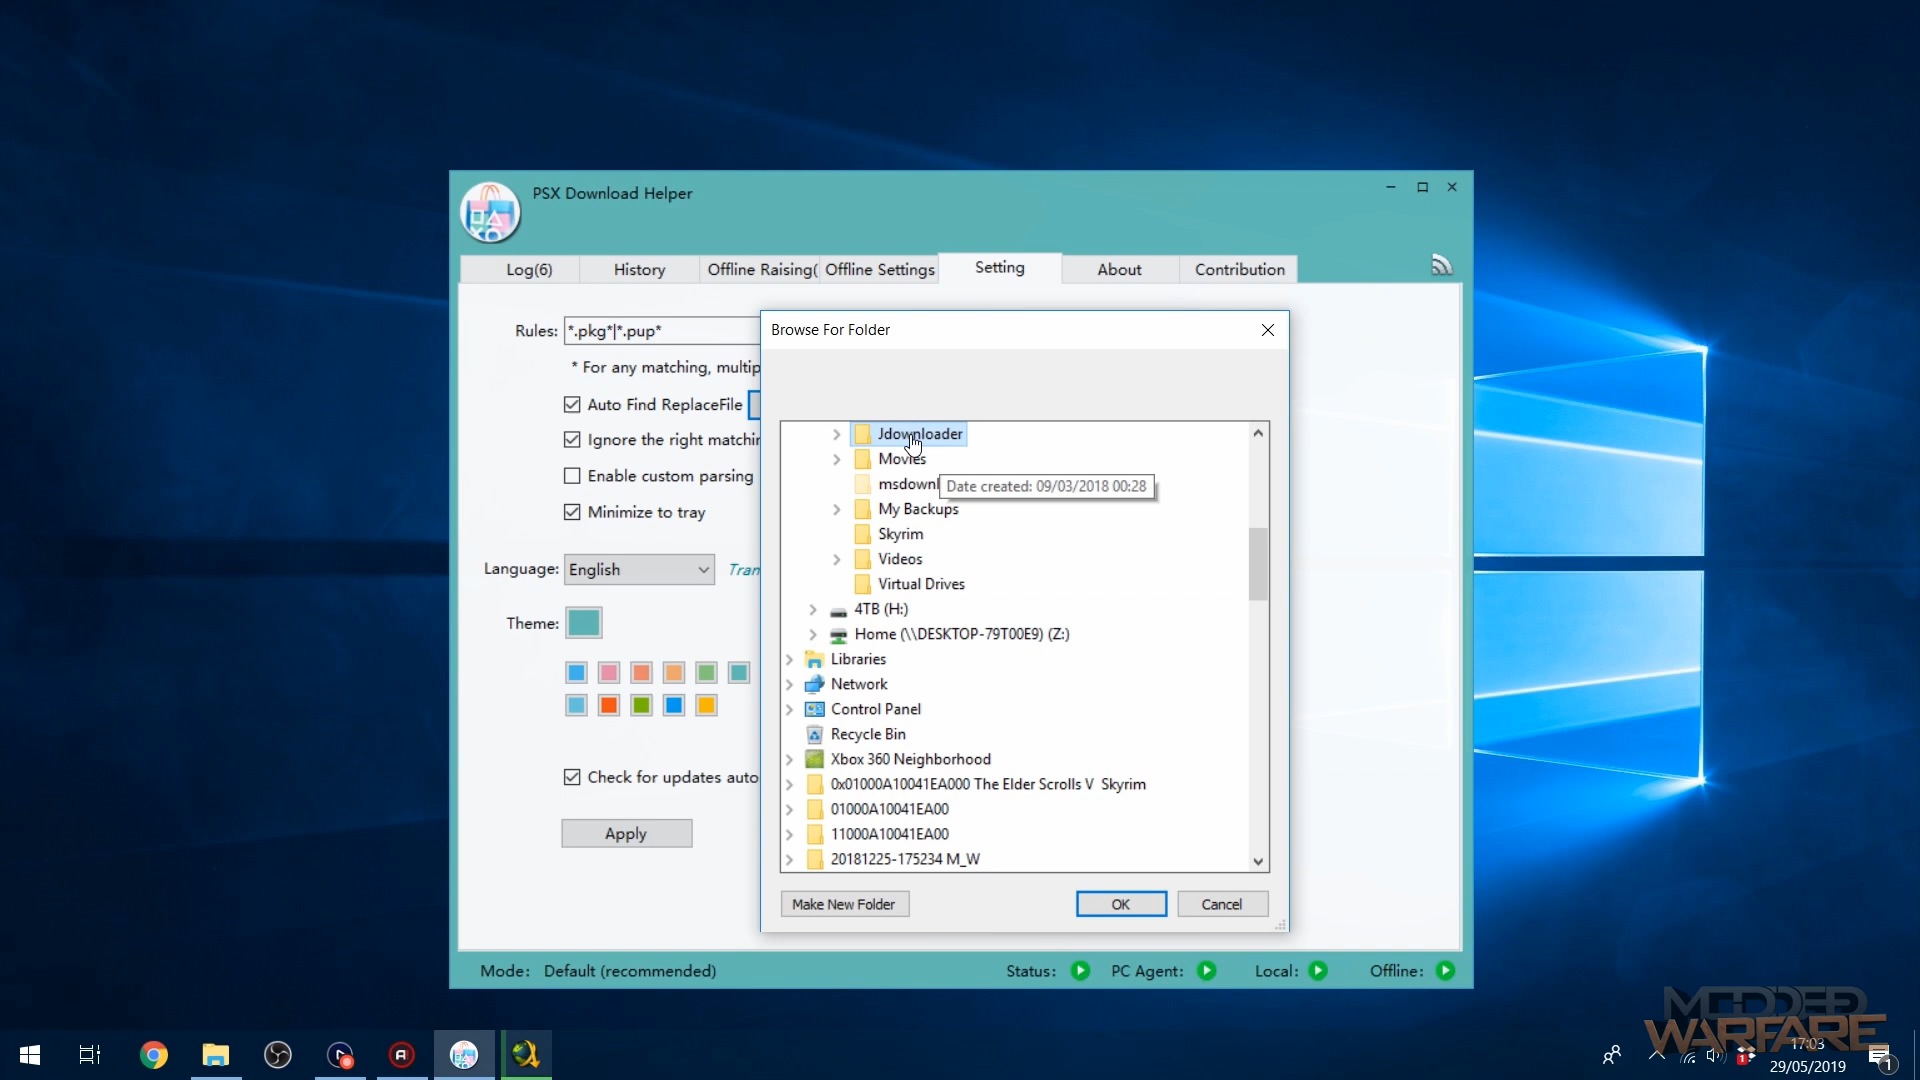 PSX Download Helper
Log(6) History Offline Raising( Offline Settings Setting About Contribution
Rules: *.pkg*|*.pup*
* For any matching, multip
Auto Find ReplaceFile
Ignore the right matchin
Enable custom parsing
Minimize to tray
Language: English Tran
Theme:
Check for updates auto
Apply
Browse For Folder
Jdownloader
Movies
msdownl
Date created: 09/03/2018 00:28
My Backups
Skyrim
Videos
Virtual Drives
4TB (H:)
Home (\\DESKTOP-79T00E9) (Z:)
Libraries
Network
Control Panel
Recycle Bin
Xbox 360 Neighborhood
0x01000A10041EA000 The Elder Scrolls V  Skyrim
01000A10041EA00
11000A10041EA00
20181225-175234 M_W
Make New Folder OK Cancel
Mode: Default (recommended) Status: PC Agent: Local: Offline:
MODDER
WARFARE
17:03
29/05/2019
1
1